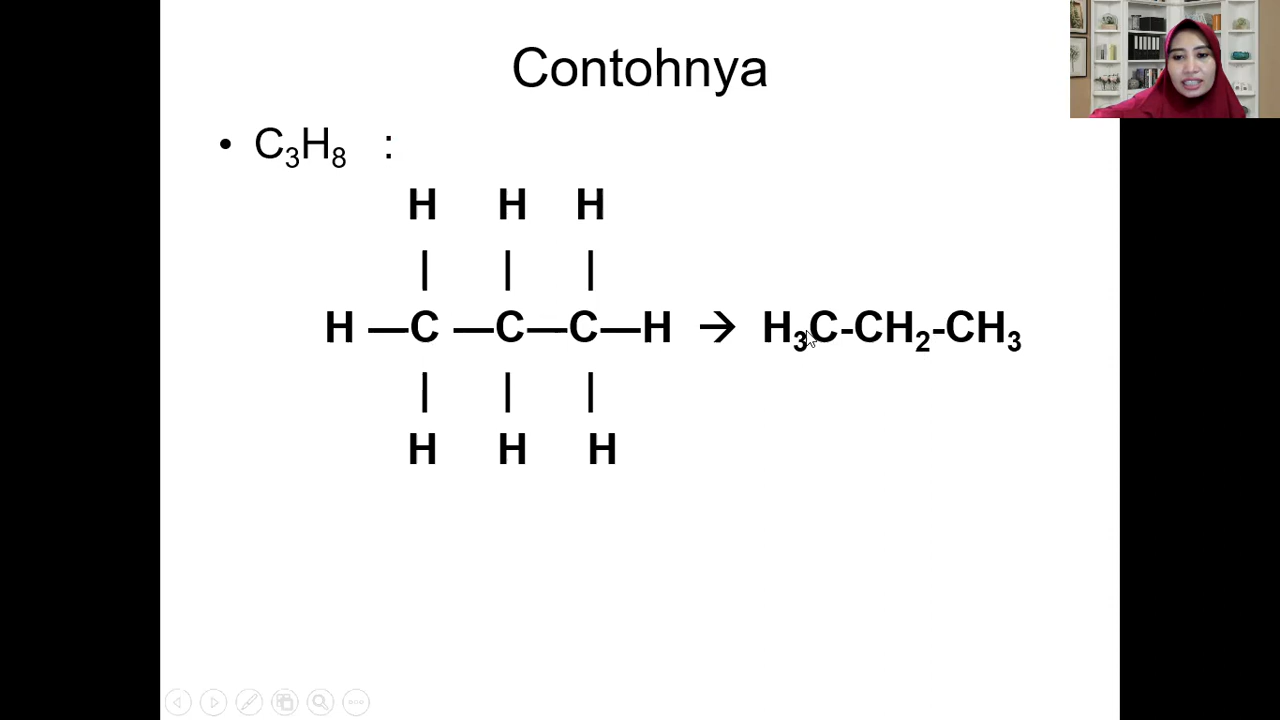 Contohnya
• C₃H₈ :
H H H
| | |
H —C —C—C—H → H₃C-CH₂-CH₃
| | |
H H H